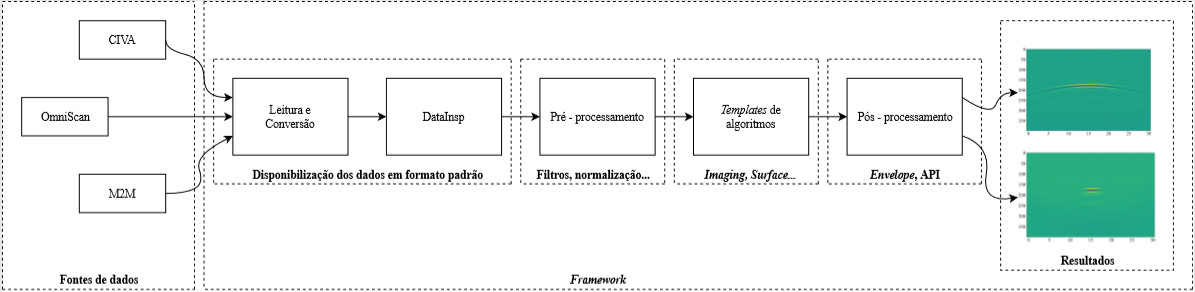 CIVA
OmniScan
M2M
Fontes de dados
Leitura e
Conversão
DataInsp
Disponibilização dos dados em formato padrão
Pré - processamento
Filtros, normalização...
Templates de
algoritmos
Imaging, Surface...
Pós - processamento
Envelope, API
Resultados
Framework